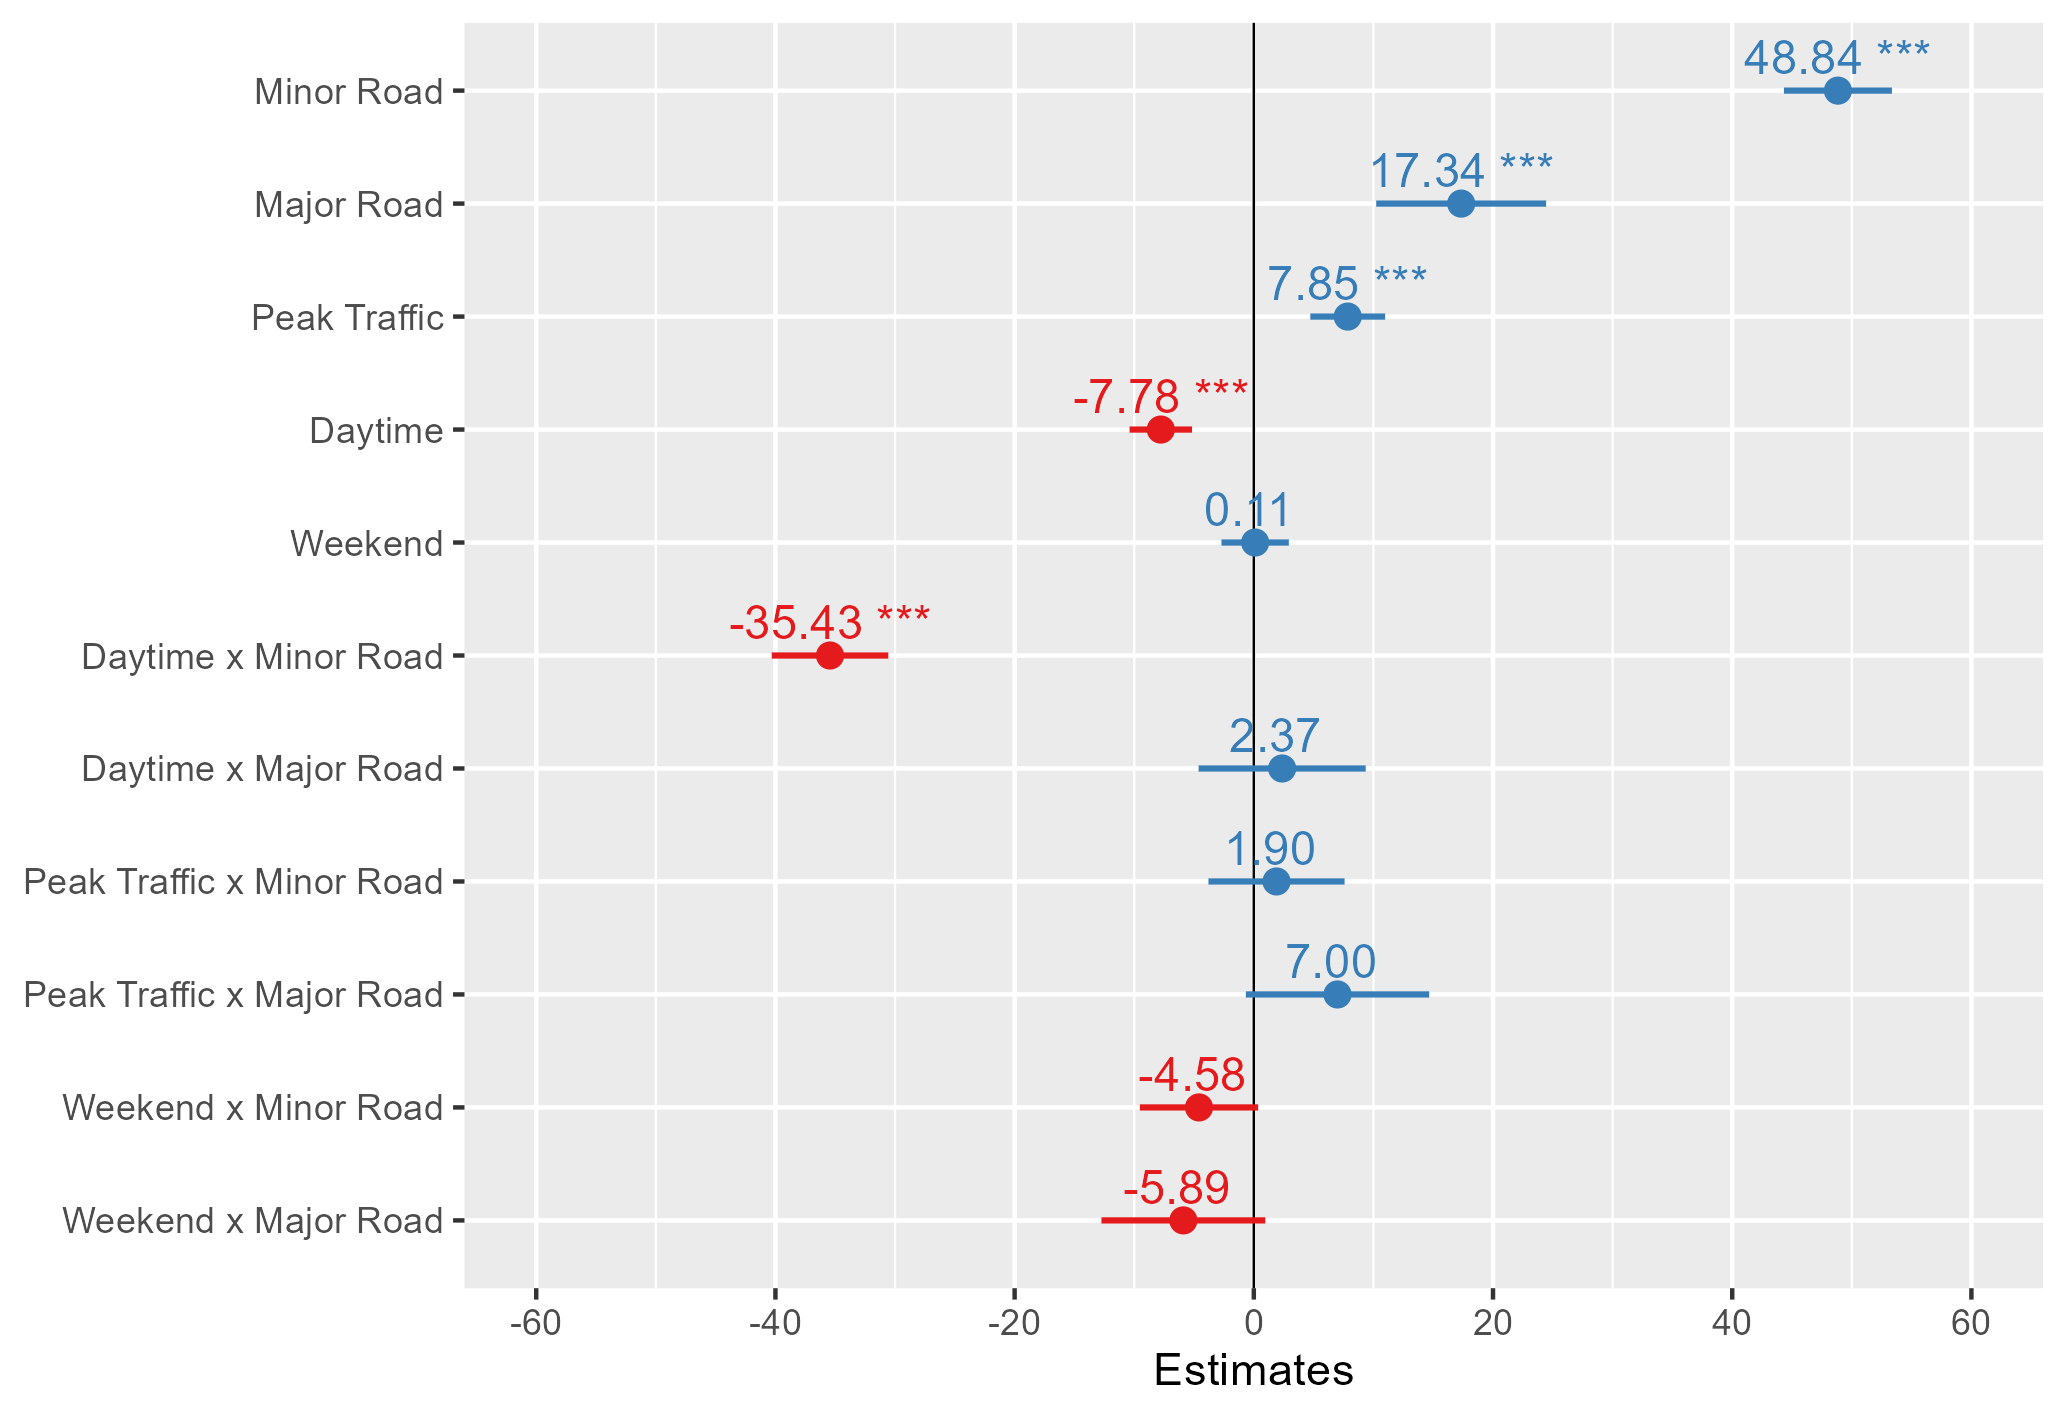 Minor Road 48.84 ***
Major Road 17.34 ***
Peak Traffic 7.85 ***
Daytime -7.78 ***
Weekend 0.11
Daytime x Minor Road -35.43 ***
Daytime x Major Road 2.37
Peak Traffic x Minor Road 1.90
Peak Traffic x Major Road 7.00
Weekend x Minor Road -4.58
Weekend x Major Road -5.89
-60 -40 -20 0 20 40 60
Estimates